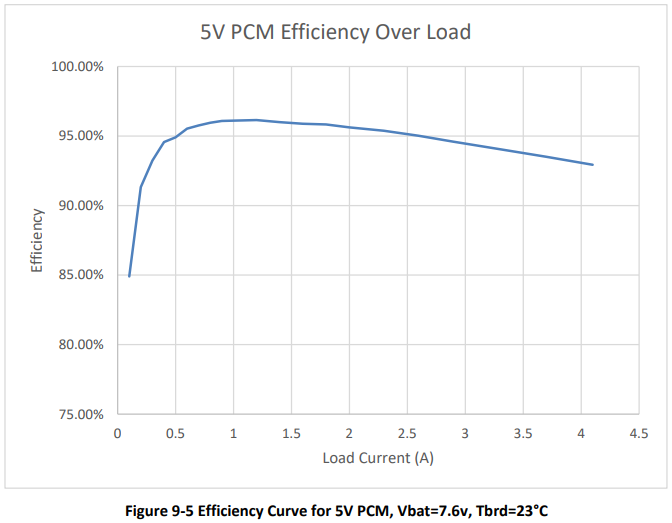 5V PCM Efficiency Over Load
100.00%
95.00%
90.00%
85.00%
80.00%
75.00%
Efficiency
0 0.5 1 1.5 2 2.5 3 3.5 4 4.5
Load Current (A)
Figure 9-5 Efficiency Curve for 5V PCM, Vbat=7.6v, Tbrd=23°C